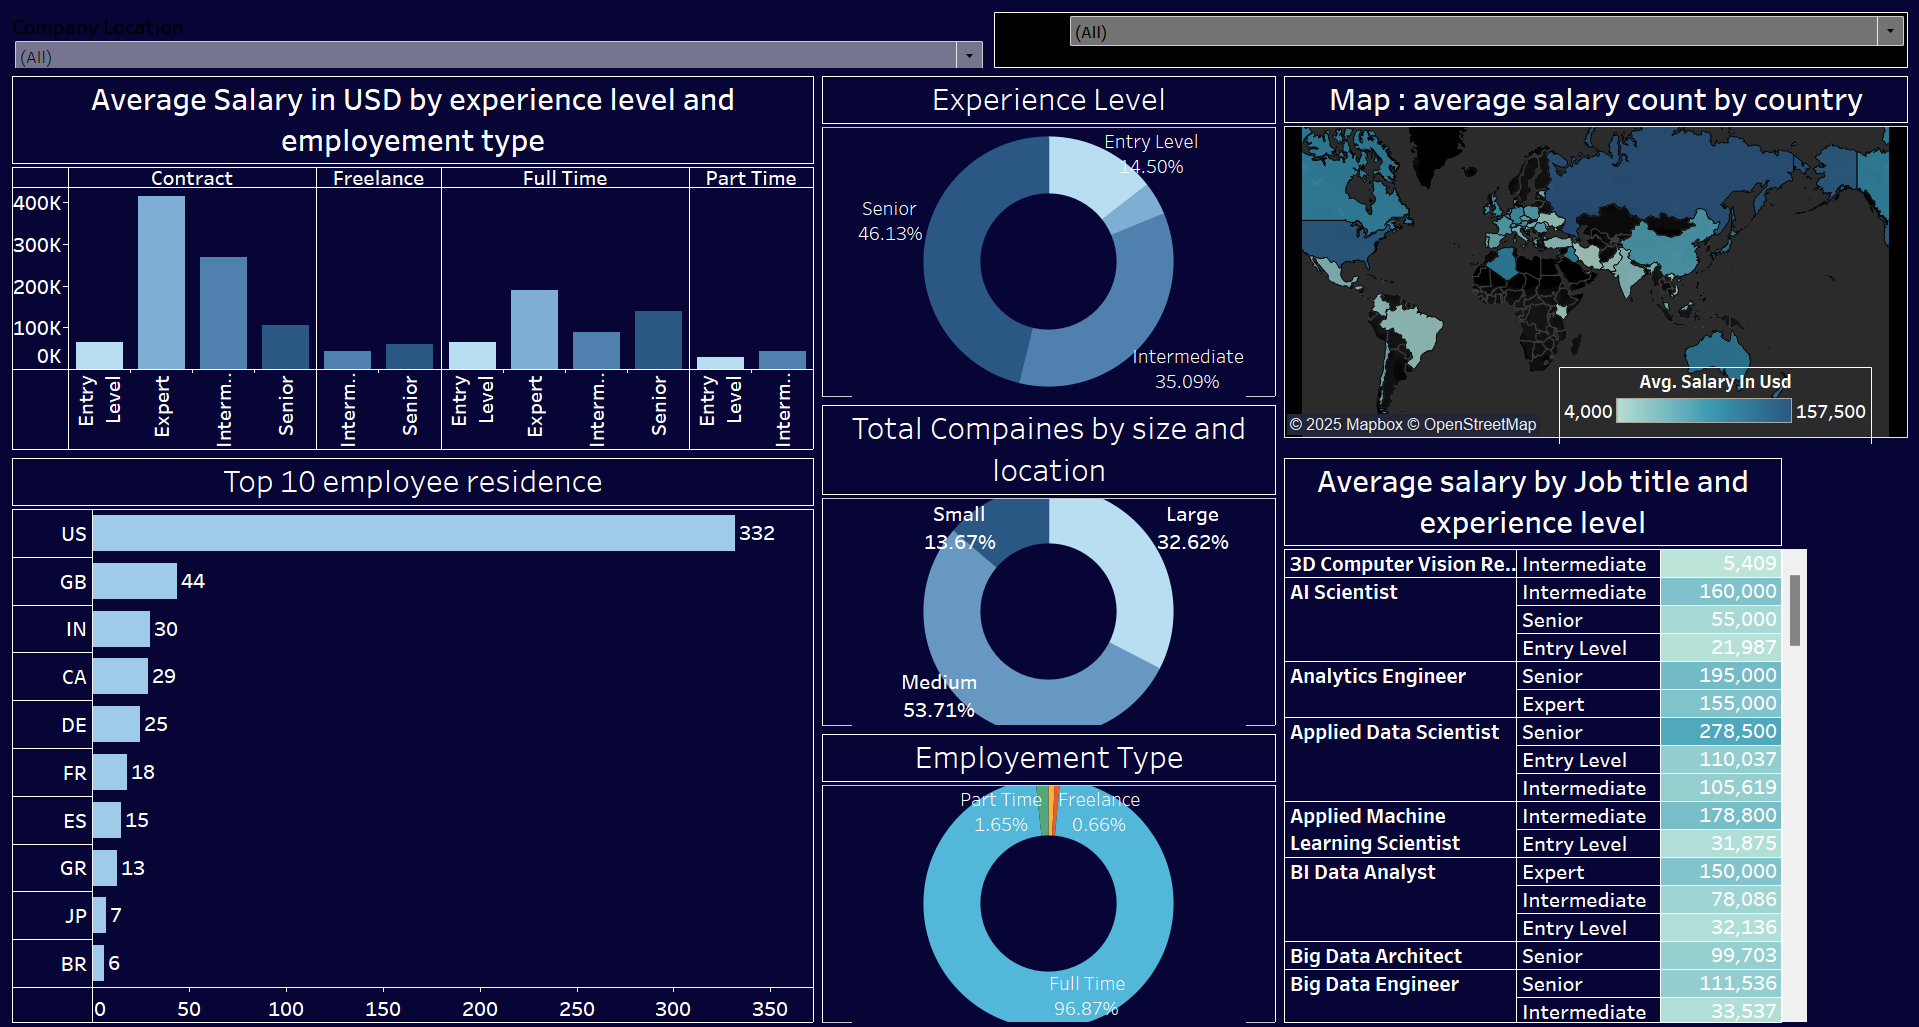 Company Location
(All)
(All)
Average Salary in USD by experience level and
employement type
Contract
Freelance
Full Time
Part Time
400K
300K
200K
100K
0K
Entry Level
Expert
Interm..
Senior
Interm..
Senior
Entry Level
Expert
Interm..
Senior
Entry Level
Interm..
Top 10 employee residence
US 332
GB 44
IN 30
CA 29
DE 25
FR 18
ES 15
GR 13
JP 7
BR 6
0 50 100 150 200 250 300 350
Experience Level
Entry Level
14.50%
Senior
46.13%
Intermediate
35.09%
Total Compaines by size and
location
Small
13.67%
Large
32.62%
Medium
53.71%
Employement Type
Part Time
1.65%
Freelance
0.66%
Full Time
96.87%
Map : average salary count by country
Avg. Salary In Usd
4,000 157,500
© 2025 Mapbox © OpenStreetMap
Average salary by Job title and
experience level
3D Computer Vision Re.. Intermediate 5,409
AI Scientist Intermediate 160,000
Senior 55,000
Entry Level 21,987
Analytics Engineer Senior 195,000
Expert 155,000
Applied Data Scientist Senior 278,500
Entry Level 110,037
Intermediate 105,619
Applied Machine Intermediate 178,800
Learning Scientist Entry Level 31,875
BI Data Analyst Expert 150,000
Intermediate 78,086
Entry Level 32,136
Big Data Architect Senior 99,703
Big Data Engineer Senior 111,536
Intermediate 33,537